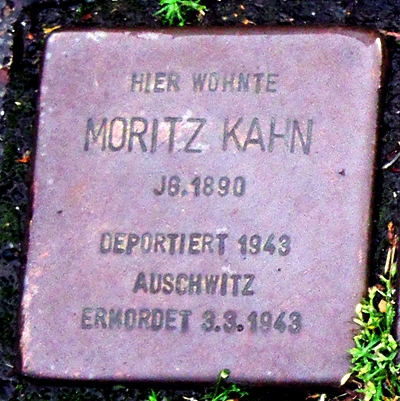 HIER WOHNTE
MORITZ KAHN
JG. 1890
DEPORTIERT 1943
AUSCHWITZ
ERMORDET 3.3.1943